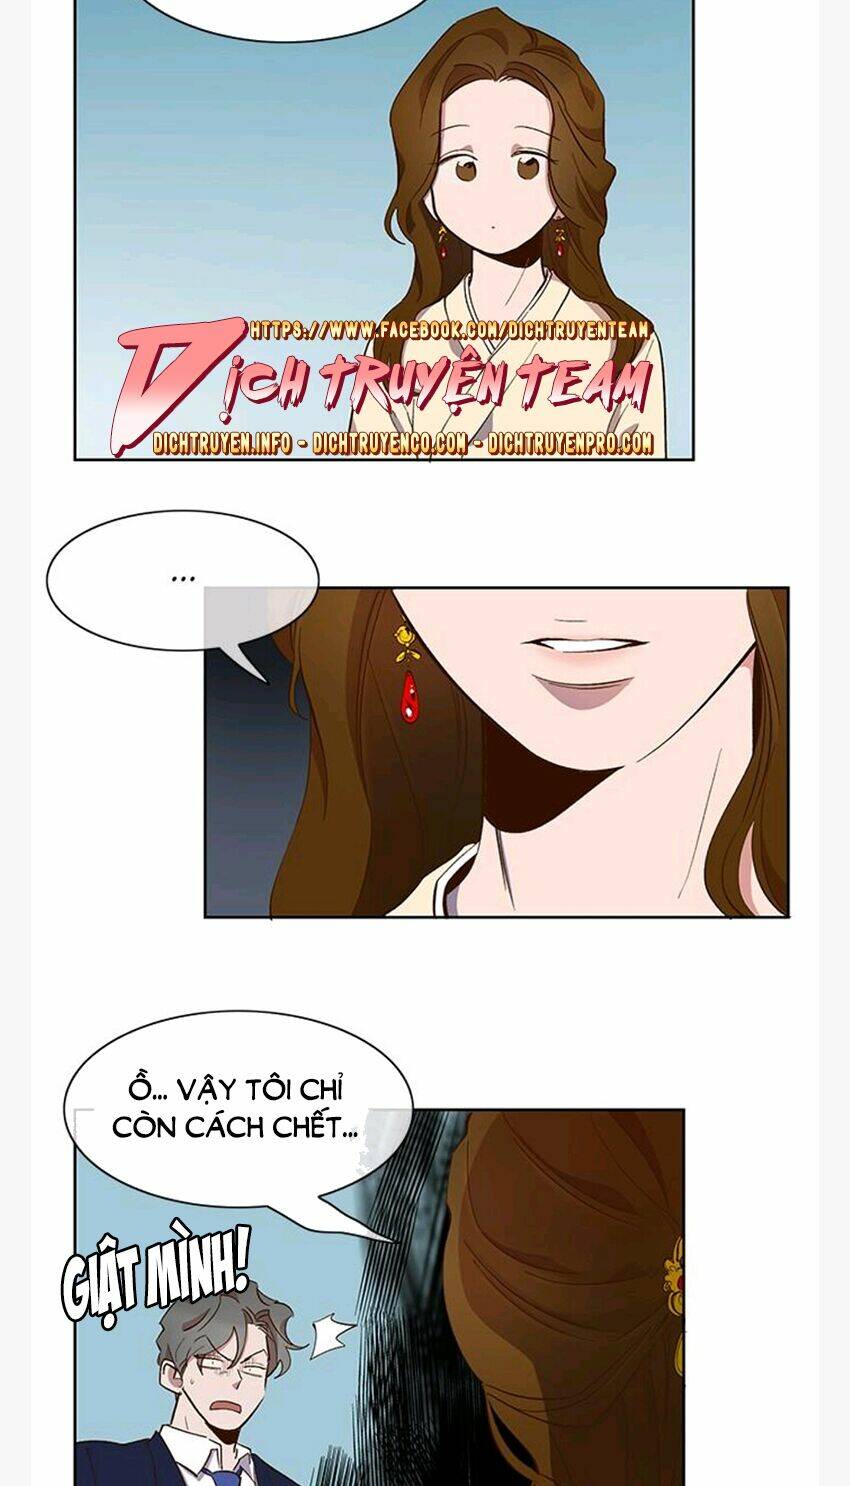 HTTPS://WWW.FACEBOOK.COM/DICHTRUYENTEAM
DỊCH TRUYỆN TEAM
DICHTRUYEN.INFO - DICHTRUYENCO.COM - DICHTRUYENPRO.COM
...
Ồ... VẬY TÔI CHỈ
CÒN CÁCH CHẾT...
GIẬT MÌNH!